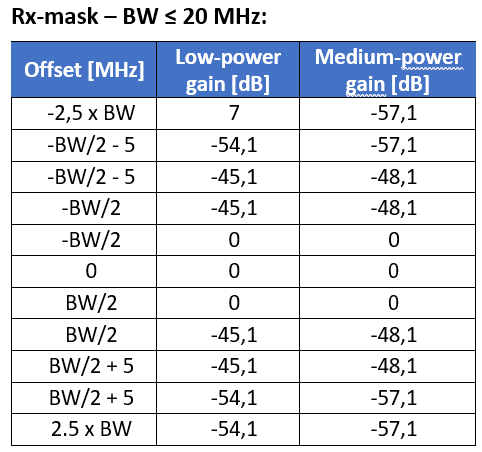 Rx-mask – BW ≤ 20 MHz:
Offset [MHz] Low-power gain [dB] Medium-power gain [dB]
-2,5 x BW 7 -57,1
-BW/2 - 5 -54,1 -57,1
-BW/2 - 5 -45,1 -48,1
-BW/2 -45,1 -48,1
-BW/2 0 0
0 0 0
BW/2 0 0
BW/2 -45,1 -48,1
BW/2 + 5 -45,1 -48,1
BW/2 + 5 -54,1 -57,1
2.5 x BW -54,1 -57,1